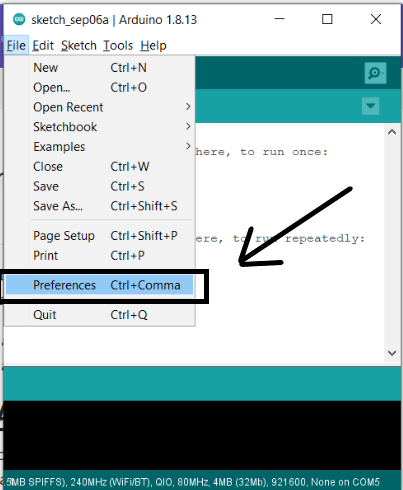 sketch_sep06a | Arduino 1.8.13
File Edit Sketch Tools Help
New Ctrl+N
Open... Ctrl+O
Open Recent
Sketchbook
Examples
Close Ctrl+W
Save Ctrl+S
Save As... Ctrl+Shift+S
Page Setup Ctrl+Shift+P
Print Ctrl+P
Preferences Ctrl+Comma
Quit Ctrl+Q
here, to run once:
re, to run repeatedly:
5MB SPIFFS), 240MHz (WiFi/BT), QIO, 80MHz, 4MB (32Mb), 921600, None on COM5